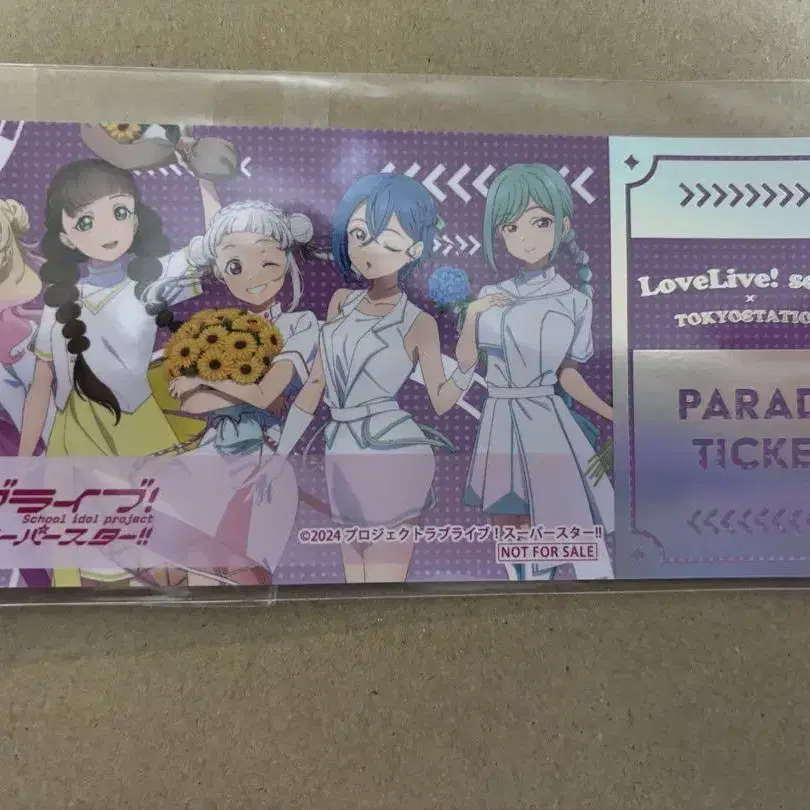 ブライブ!
School idol project
ーパースター!!
©2024 プロジェクトラブライブ!スーパースター!!
NOT FOR SALE
LoveLive! se
×
TOKYOSTATIO
PARAD
TICKE